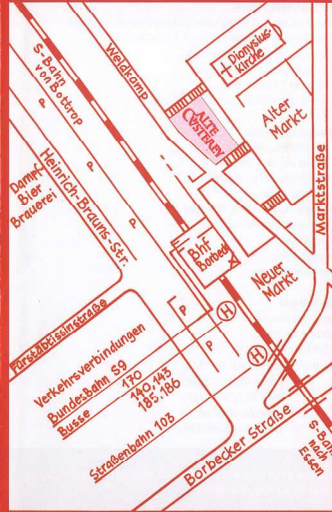 S-Bahn
von Bottrop
Weidkamp
Dionysius-
Kirche
ALTE
CUSTEREY
Alter
Markt
Marktstraße
P
P
P
Dampf
Bier
Brauerei
Heinrich-Brauns-Str.
Bhf
Borbeck
Neuer
Markt
Fürstäbtissinstraße
P
H
P
H
Verkehrsverbindungen
Bundesbahn S9
Busse 170
140,143
185,186
Straßenbahn 103
Borbecker Straße
S-Bahn
nach
Essen